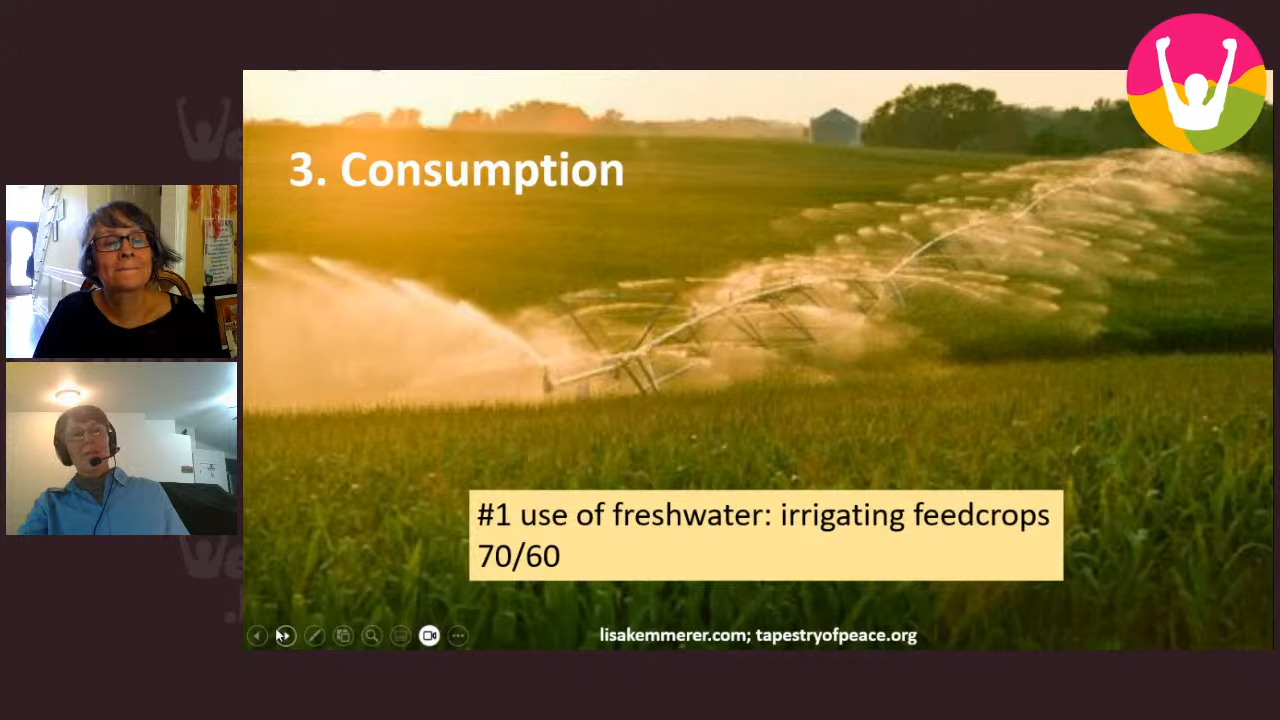 3. Consumption
#1 use of freshwater: irrigating feedcrops
70/60
lisakemmerer.com; tapestryofpeace.org